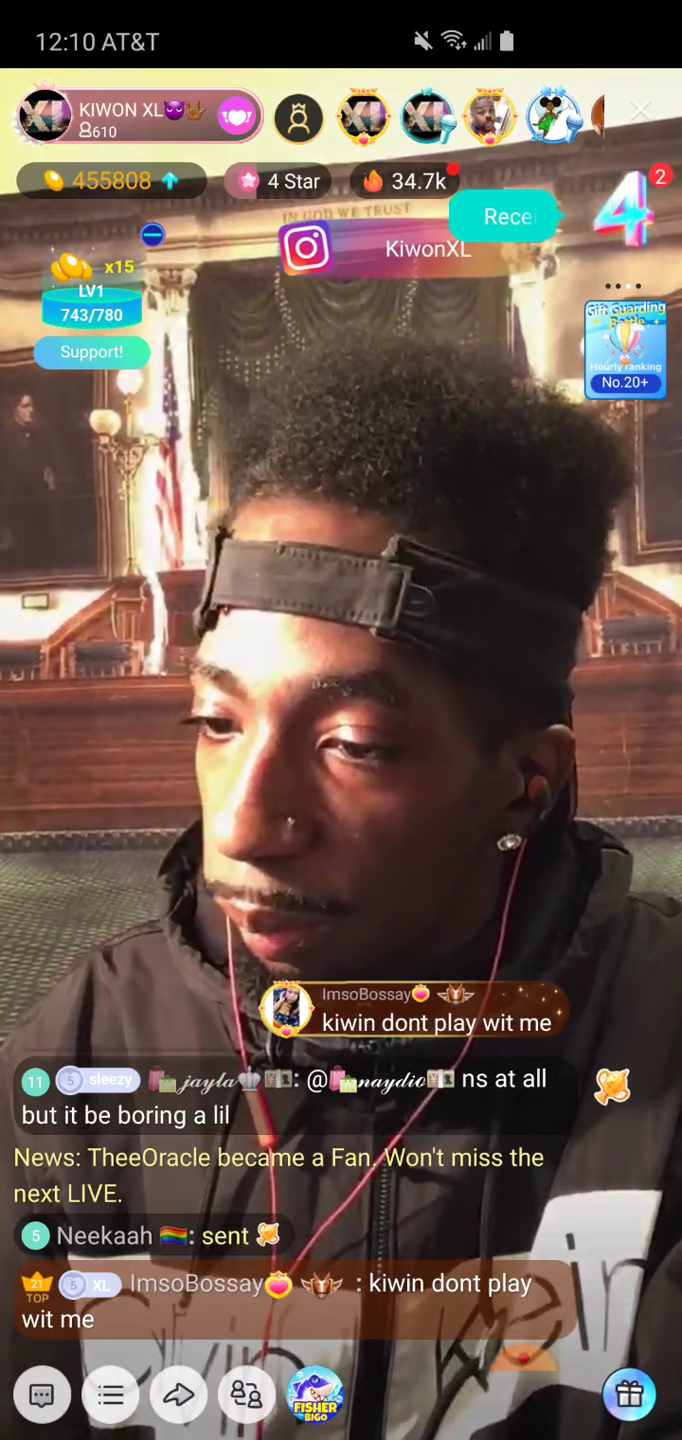 12:10 AT&T
KIWON XL😈🤟🏾
610
455808
4 Star
34.7k
2
Recei
IN GOD WE TRUST
KiwonXL
4
x15
LV1
743/780
Support!
Gift Guarding
Battle
Hourly ranking
No.20+
ImsoBossay
kiwin dont play wit me
11 5 sleezy 🛍️𝒿𝒶𝓎𝓁𝒶👑💵: @🛍️𝓃𝒶𝓎𝒹𝒾𝑜💵 ns at all
but it be boring a lil
News: TheeOracle became a Fan. Won't miss the
next LIVE.
5 Neekaah 🏳️‍🌈: sent
21 TOP 5 XL ImsoBossay : kiwin dont play
wit me
FISHER
BIGO